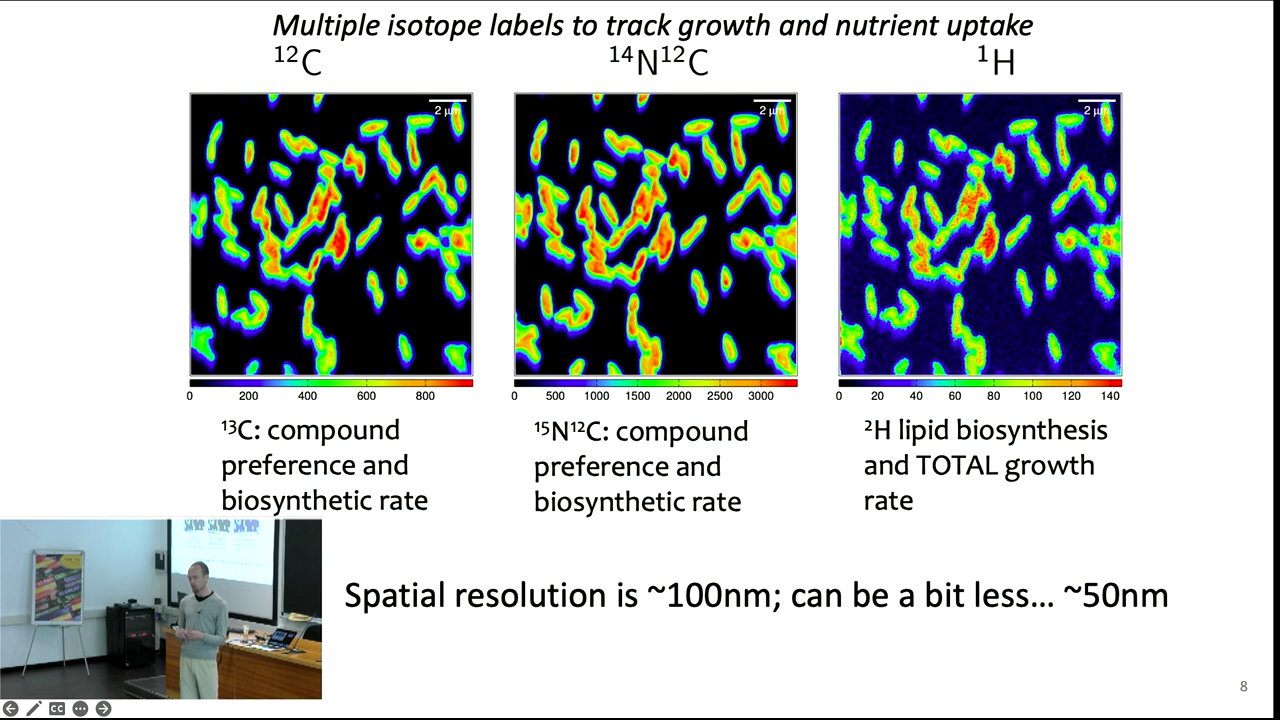 Multiple isotope labels to track growth and nutrient uptake
¹²C
¹⁴N¹²C
¹H
2 μm
2 μm
2 μm
0 200 400 600 800
0 500 1000 1500 2000 2500 3000
0 20 40 60 80 100 120 140
¹³C: compound
preference and
biosynthetic rate
¹⁵N¹²C: compound
preference and
biosynthetic rate
²H lipid biosynthesis
and TOTAL growth
rate
Spatial resolution is ~100nm; can be a bit less... ~50nm
8
CC